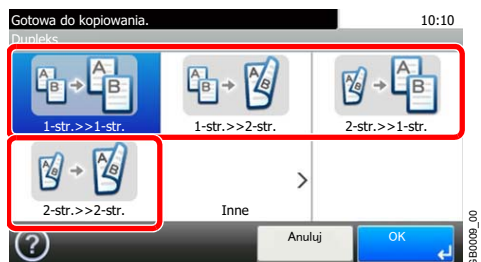 Gotowa do kopiowania. 10:10
Dupleks
A B A B A B A B A B A B
1-str.>>1-str. 1-str.>>2-str. 2-str.>>1-str.
A B A B
2-str.>>2-str. Inne >
? Anuluj OK
GB0009_00